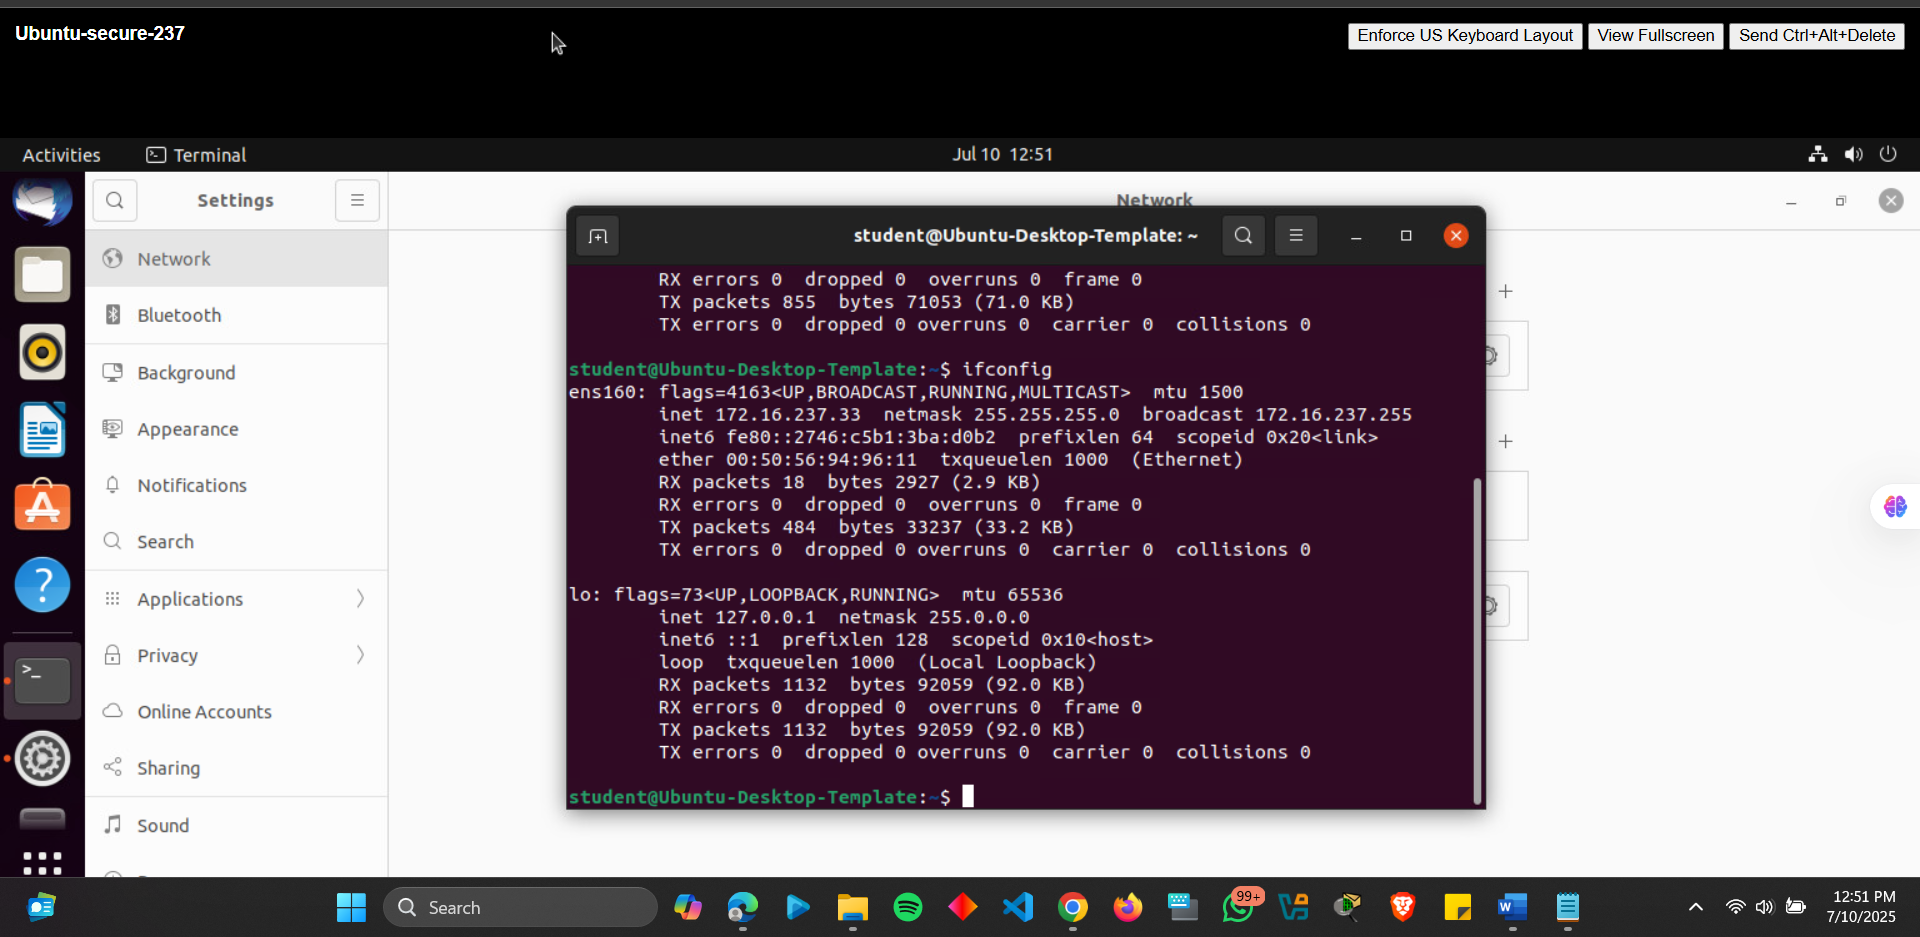 Ubuntu-secure-237
Enforce US Keyboard Layout
View Fullscreen
Send Ctrl+Alt+Delete
Activities
Terminal
Jul 10 12:51
Settings
Network
Network
Bluetooth
Background
Appearance
Notifications
Search
Applications
Privacy
Online Accounts
Sharing
Sound
student@Ubuntu-Desktop-Template: ~
RX errors 0  dropped 0  overruns 0  frame 0
TX packets 855  bytes 71053 (71.0 KB)
TX errors 0  dropped 0 overruns 0  carrier 0  collisions 0
student@Ubuntu-Desktop-Template:~$ ifconfig
ens160: flags=4163<UP,BROADCAST,RUNNING,MULTICAST>  mtu 1500
inet 172.16.237.33  netmask 255.255.255.0  broadcast 172.16.237.255
inet6 fe80::2746:c5b1:3ba:d0b2  prefixlen 64  scopeid 0x20<link>
ether 00:50:56:94:96:11  txqueuelen 1000  (Ethernet)
RX packets 18  bytes 2927 (2.9 KB)
RX errors 0  dropped 0  overruns 0  frame 0
TX packets 484  bytes 33237 (33.2 KB)
TX errors 0  dropped 0 overruns 0  carrier 0  collisions 0
lo: flags=73<UP,LOOPBACK,RUNNING>  mtu 65536
inet 127.0.0.1  netmask 255.0.0.0
inet6 ::1  prefixlen 128  scopeid 0x10<host>
loop  txqueuelen 1000  (Local Loopback)
RX packets 1132  bytes 92059 (92.0 KB)
RX errors 0  dropped 0  overruns 0  frame 0
TX packets 1132  bytes 92059 (92.0 KB)
TX errors 0  dropped 0 overruns 0  carrier 0  collisions 0
student@Ubuntu-Desktop-Template:~$
Search
99+
12:51 PM
7/10/2025